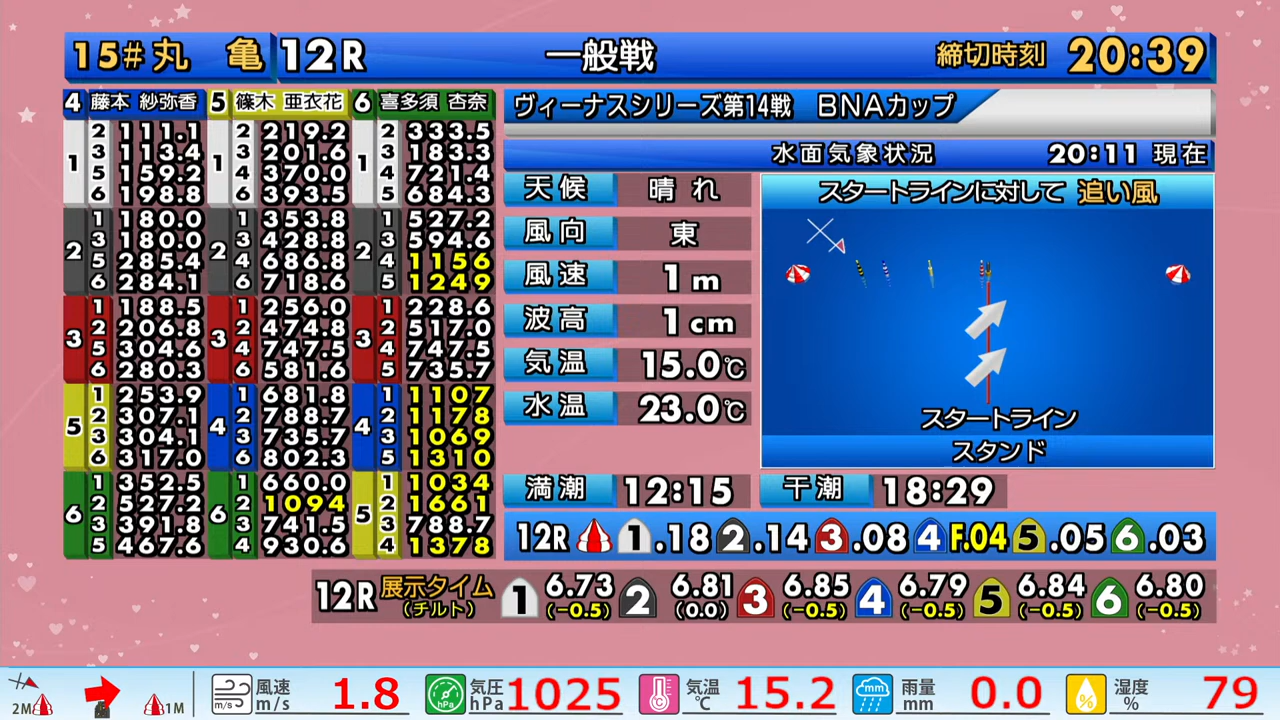 15#丸 亀 12R 一般戦 締切時刻 20:39
4 藤本 紗弥香 5 篠木 亜衣花 6 喜多須 杏奈
1 2 111.1 1 2 219.2 1 2 333.5
3 113.4 3 201.6 3 183.3
5 159.2 4 370.0 4 721.4
6 198.8 6 393.5 5 684.3
2 1 180.0 2 1 353.8 2 1 527.2
3 180.0 3 428.8 3 594.6
5 285.4 4 686.8 4 1156
6 284.1 6 718.6 5 1249
3 1 188.5 3 1 256.0 3 1 228.6
2 206.8 2 474.8 2 517.0
5 304.6 4 747.5 4 747.5
6 280.3 6 581.6 5 735.7
5 1 253.9 4 1 681.8 4 1 1107
2 307.1 2 788.7 2 1178
3 304.1 3 735.7 3 1069
6 317.0 6 802.3 5 1310
6 1 352.5 6 1 660.0 5 1 1034
2 527.2 2 1094 2 1661
3 391.8 3 741.5 3 788.7
5 467.6 4 930.6 4 1378
ヴィーナスシリーズ第14戦 BNAカップ
水面気象状況 20:11 現在
天候 晴れ
風向 東
風速 1m
波高 1cm
気温 15.0℃
水温 23.0℃
スタートラインに対して 追い風
スタートライン
スタンド
満潮 12:15 干潮 18:29
12R 1 .18 2 .14 3 .08 4 F.04 5 .05 6 .03
12R 展示タイム (チルト) 1 6.73 (-0.5) 2 6.81 (0.0) 3 6.85 (-0.5) 4 6.79 (-0.5) 5 6.84 (-0.5) 6 6.80 (-0.5)
2M 1M m/s 風速 m/s 1.8 hPa 気圧 hPa 1025 ℃ 気温 ℃ 15.2 mm 雨量 mm 0.0 % 湿度 % 79